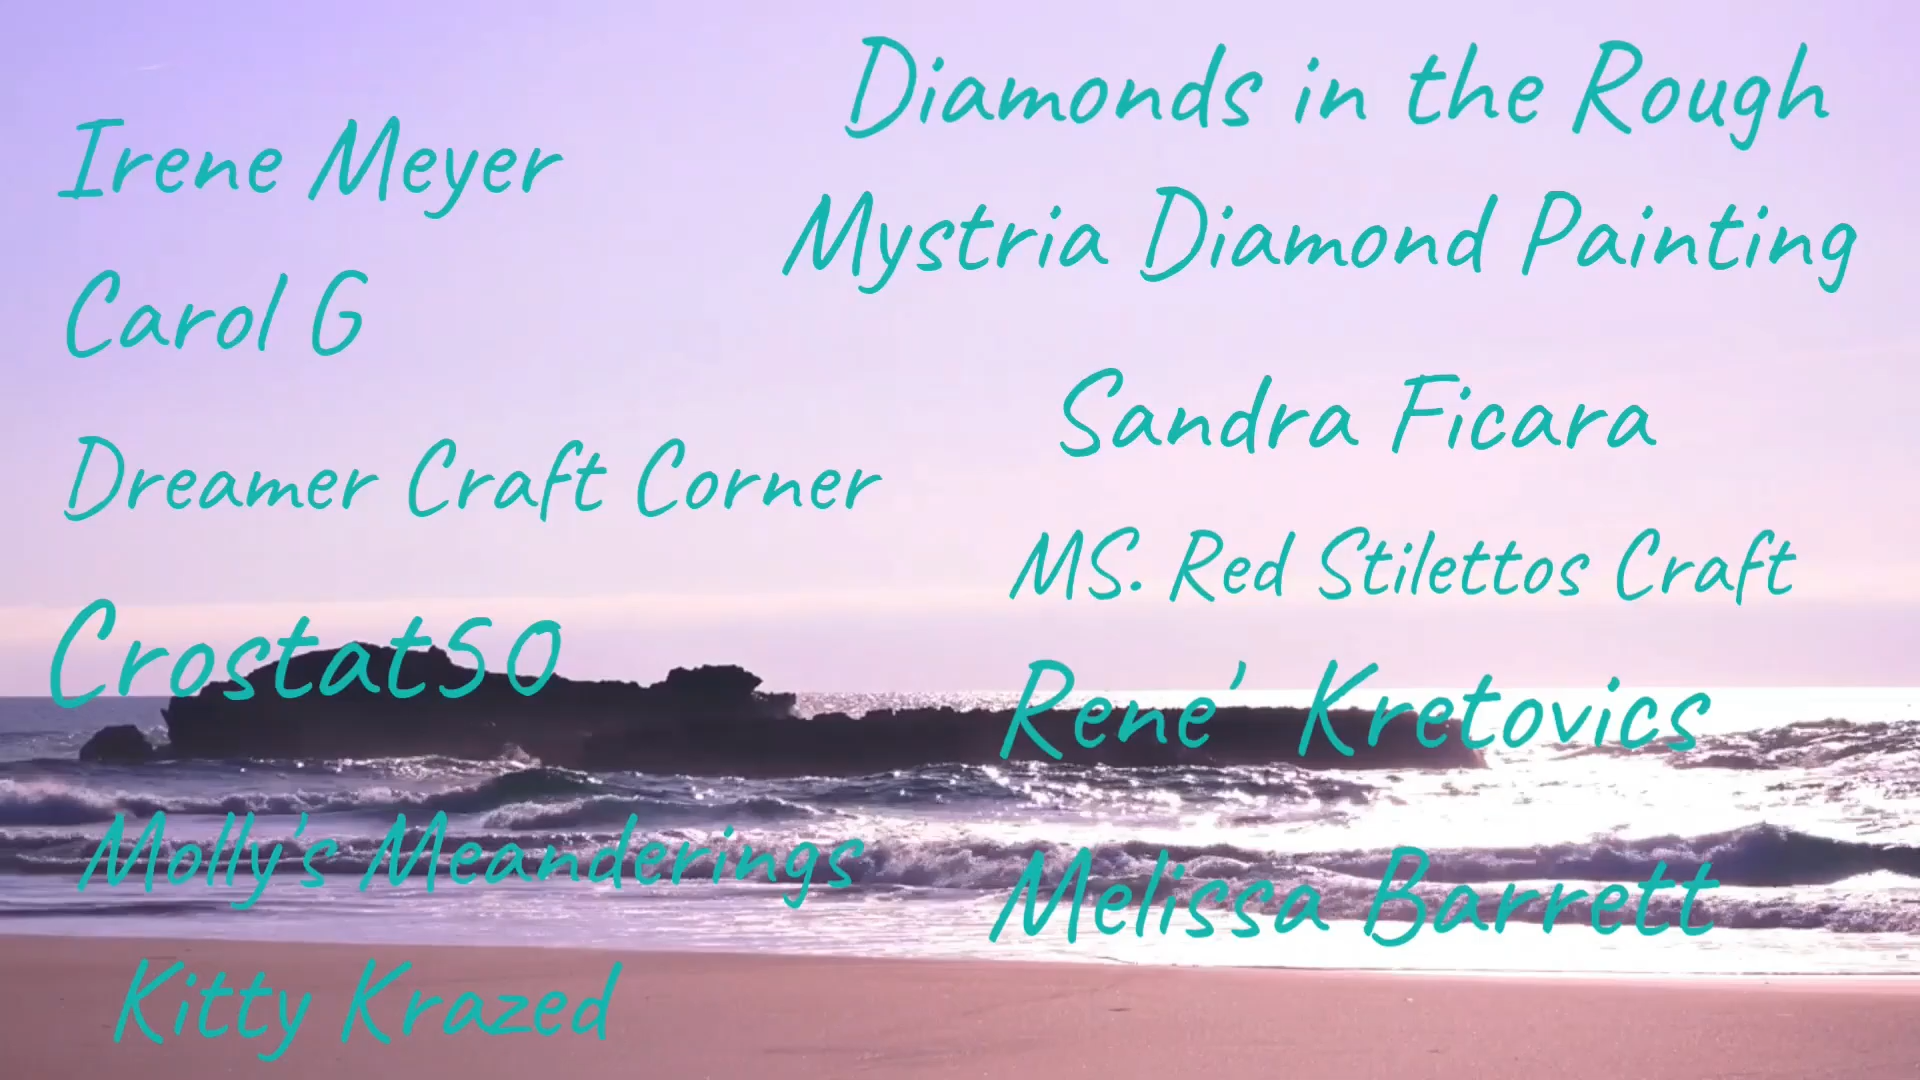 Irene Meyer
Carol G
Dreamer Craft Corner
Crostat50
Molly's Meanderings
Kitty Krazed
Diamonds in the Rough
Mystria Diamond Painting
Sandra Ficara
MS. Red Stilettos Craft
Rene' Kretovics
Melissa Barrett